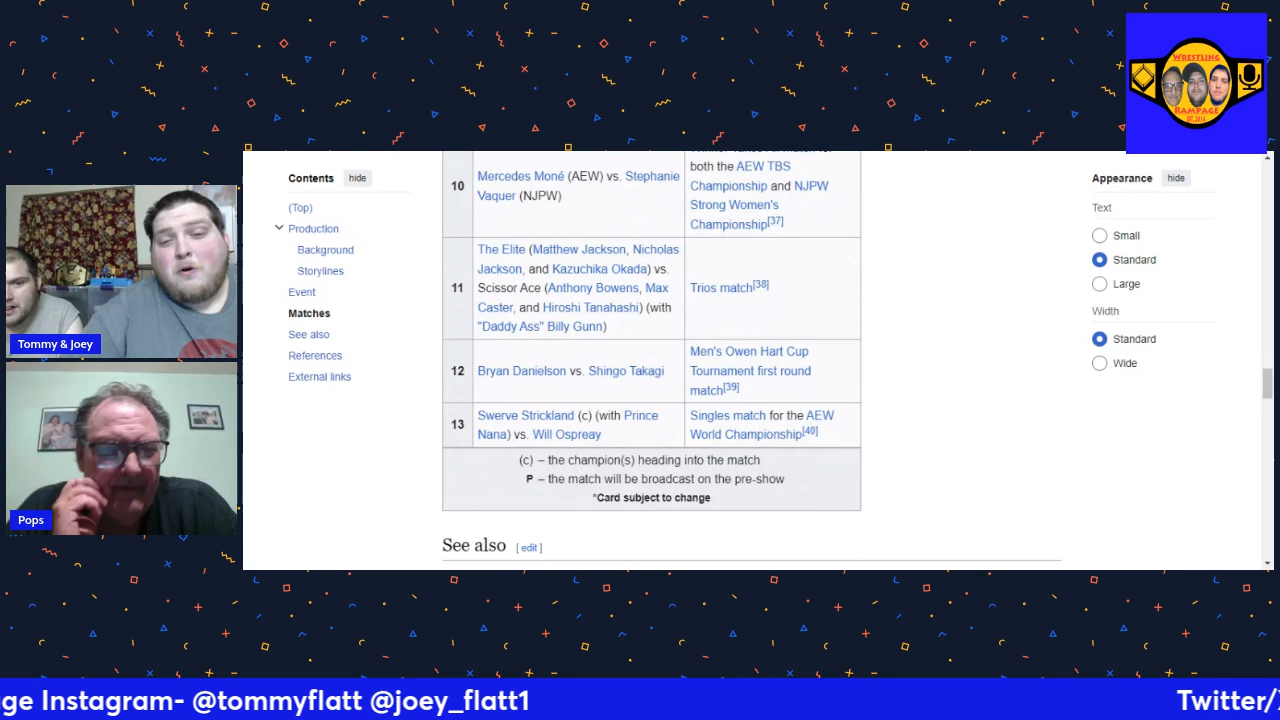 WRESTLING
RAMPAGE
EST. 2018
Contents
hide
(Top)
Production
Background
Storylines
Event
Matches
See also
References
External links
10
Mercedes Moné (AEW) vs. Stephanie
Vaquer (NJPW)
both the AEW TBS
Championship and NJPW
Strong Women's
Championship[37]
11
The Elite (Matthew Jackson, Nicholas
Jackson, and Kazuchika Okada) vs.
Scissor Ace (Anthony Bowens, Max
Caster, and Hiroshi Tanahashi) (with
"Daddy Ass" Billy Gunn)
Trios match[38]
12
Bryan Danielson vs. Shingo Takagi
Men's Owen Hart Cup
Tournament first round
match[39]
13
Swerve Strickland (c) (with Prince
Nana) vs. Will Ospreay
Singles match for the AEW
World Championship[40]
(c) – the champion(s) heading into the match
P – the match will be broadcast on the pre-show
*Card subject to change
See also [ edit ]
Appearance
hide
Text
Small
Standard
Large
Width
Standard
Wide
Tommy & Joey
Pops
ge Instagram- @tommyflatt @joey_flatt1
Twitter/